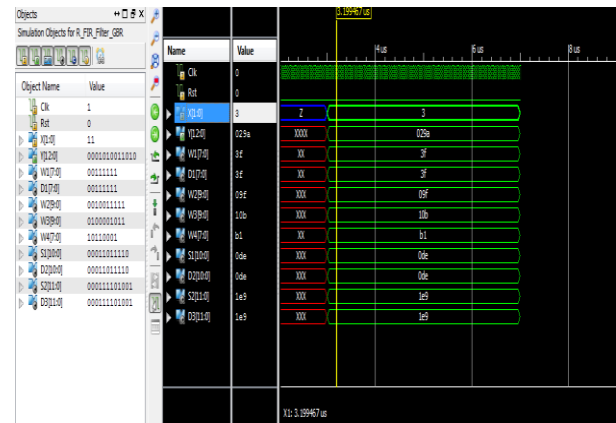 Objects
Simulation Objects for R_FIR_Filter_GBR
Object Name Value
Clk 1
Rst 0
X[1:0] 11
Y[12:0] 0001010011010
W1[7:0] 00111111
D1[7:0] 00111111
W2[9:0] 0010011111
W3[9:0] 0100001011
W4[7:0] 10110001
S1[10:0] 00011011110
D2[10:0] 00011011110
S2[11:0] 000111101001
D3[11:0] 000111101001
3.199467 us
Name Value 4 us 6 us 8 us
Clk 0
Rst 0
X[1:0] 3 Z 3
Y[12:0] 029a XXXX 029a
W1[7:0] 3f XX 3f
D1[7:0] 3f XX 3f
W2[9:0] 09f XXX 09f
W3[9:0] 10b XXX 10b
W4[7:0] b1 XX b1
S1[10:0] 0de XXX 0de
D2[10:0] 0de XXX 0de
S2[11:0] 1e9 XXX 1e9
D3[11:0] 1e9 XXX 1e9
X1: 3.199467 us